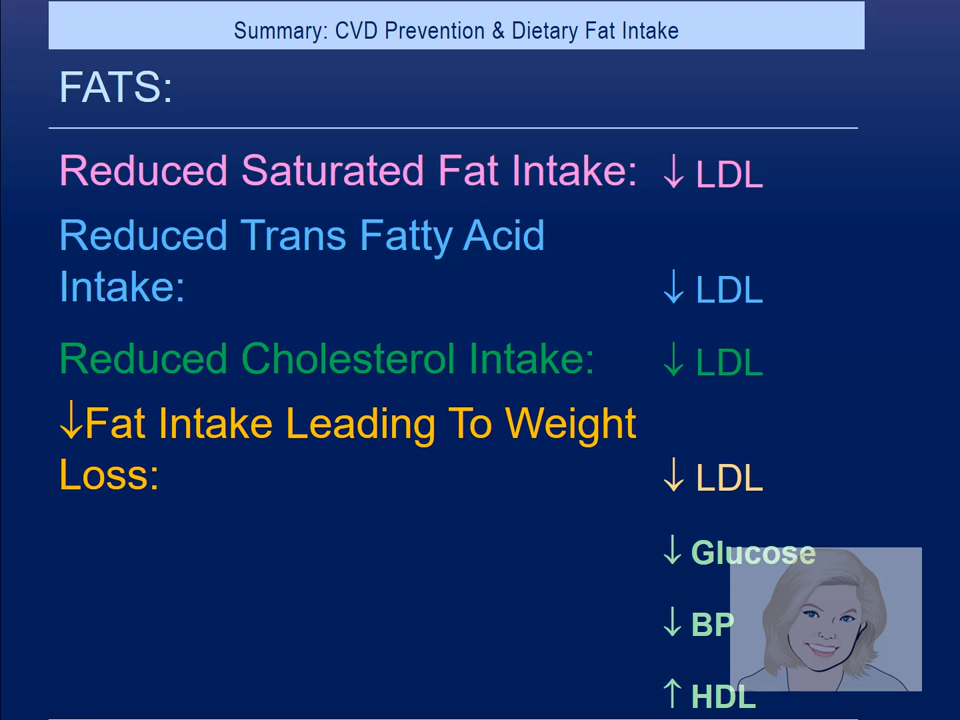 Summary: CVD Prevention & Dietary Fat Intake
FATS:
Reduced Saturated Fat Intake: ↓ LDL
Reduced Trans Fatty Acid
Intake: ↓ LDL
Reduced Cholesterol Intake: ↓ LDL
↓Fat Intake Leading To Weight
Loss: ↓ LDL
↓ Glucose
↓ BP
↑ HDL